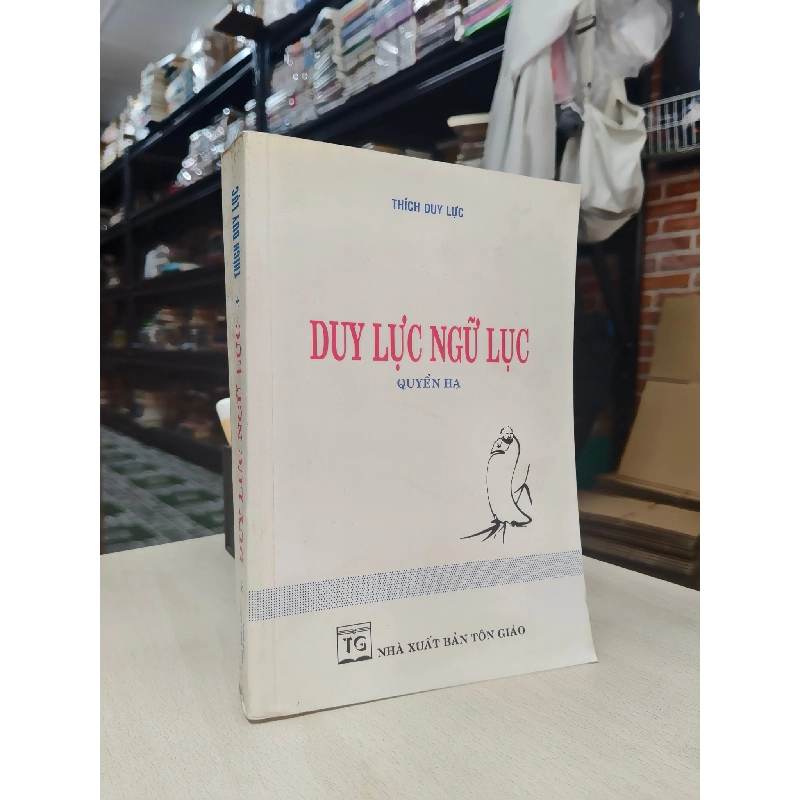 THÍCH DUY LỰC
DUY LỰC NGỮ LỤC
QUYỂN HẠ
TG
NHÀ XUẤT BẢN TÔN GIÁO
THÍCH DUY LỰC
DUY LỰC NGỮ LỤC